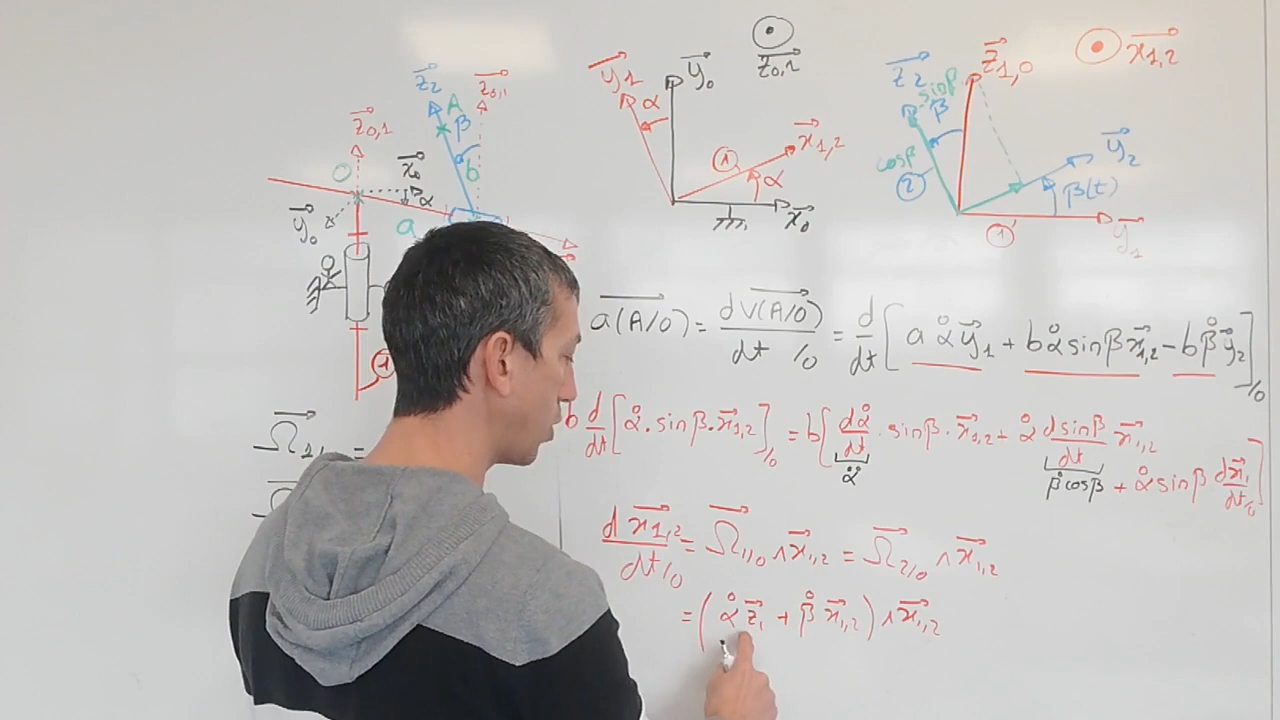 z₂ A β z₀,₁ b
z₀,₁ O x₀ α
y₀ a
①
y₁ α y₀ z₀,₁
① x₁,₂ α x₀
z₂ sinβ β z₁,₀ x₁,₂
cosβ ② y₂ β(t)
① y₁
a(A/0) = dV(A/0)/dt /0 = d/dt [a α̊ y₁ + b α̊ sinβ x₁,₂ - b β̊ y₂]/0
b d/dt [α̊ . sinβ . x₁,₂]/0 = b[dα̊/dt . sinβ . x₁,₂ + α̊ dsinβ/dt x₁,₂
α̊̊ β̊ cosβ + α̊ sinβ dx₁/dt/0]
Ω₁/ =
Ω
d x₁,₂/dt/0 = Ω₁/₀ ∧ x₁,₂ = Ω₂/₀ ∧ x₁,₂
= (α̊ z₁ + β̊ x₁,₂) ∧ x₁,₂